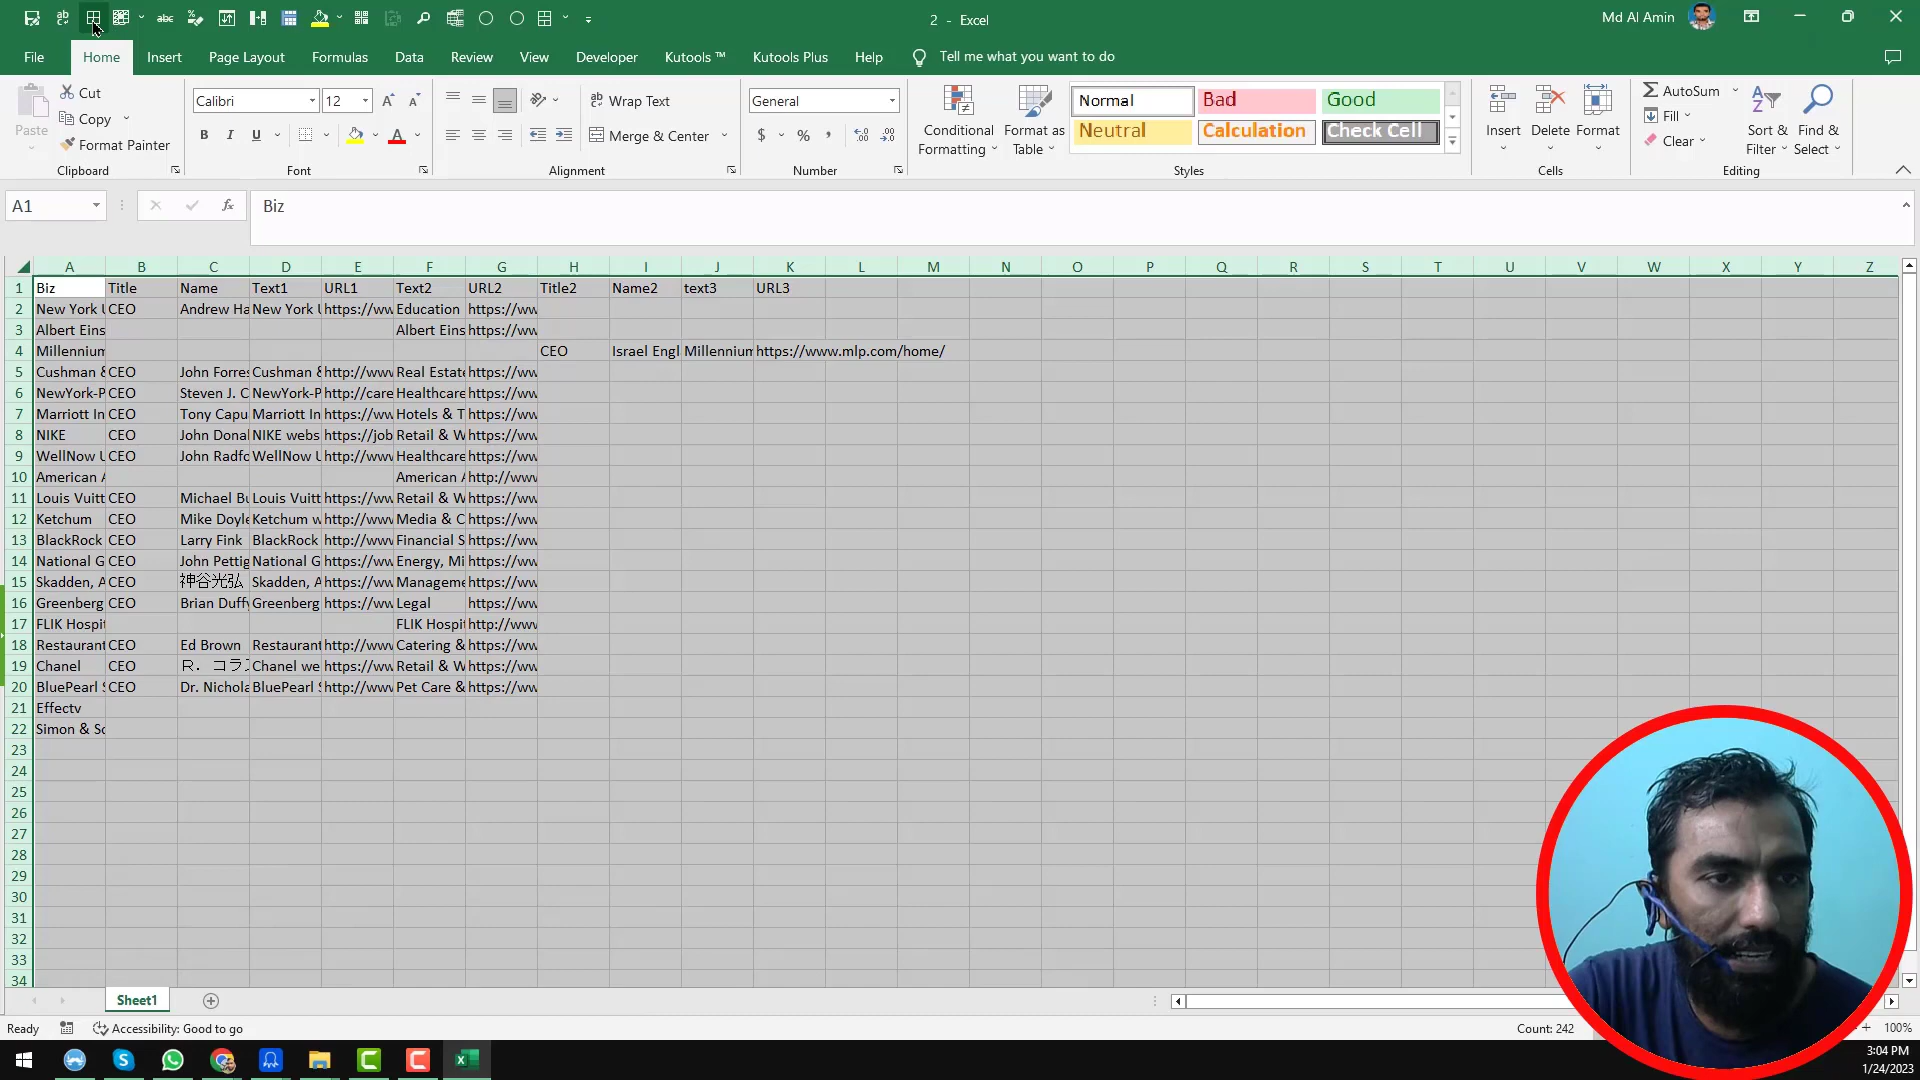 2 - Excel
Md Al Amin
File Home Insert Page Layout Formulas Data Review View Developer Kutools ™ Kutools Plus Help Tell me what you want to do
Paste
Cut
Copy
Format Painter
Clipboard
Calibri 12
B I U
Font
Wrap Text
Merge & Center
Alignment
General
$ % ,
Number
Conditional Formatting
Format as Table
Normal Bad Good
Neutral Calculation Check Cell
Styles
Insert Delete Format
Cells
AutoSum
Fill
Clear
Sort & Filter
Find & Select
Editing
A1 fx Biz
A B C D E F G H I J K L M N O P Q R S T U V W X Y Z
1 Biz Title Name Text1 URL1 Text2 URL2 Title2 Name2 text3 URL3
2 New York U CEO Andrew Ha New York U https://ww Education https://ww
3 Albert Eins Albert Eins https://ww
4 Millennium CEO Israel Engl Millennium https://www.mlp.com/home/
5 Cushman & CEO John Forres Cushman & http://www Real Estate https://ww
6 NewYork-P CEO Steven J. C NewYork-P http://care Healthcare https://ww
7 Marriott In CEO Tony Capu Marriott In https://ww Hotels & T https://ww
8 NIKE CEO John Donal NIKE webs https://job Retail & W https://ww
9 WellNow U CEO John Radfo WellNow U http://www Healthcare https://ww
10 American A American A http://www
11 Louis Vuitt CEO Michael Bu Louis Vuitt https://ww Retail & W https://ww
12 Ketchum CEO Mike Doyle Ketchum w http://www Media & C https://ww
13 BlackRock CEO Larry Fink BlackRock http://www Financial S https://ww
14 National G CEO John Pettig National G https://ww Energy, Mi https://ww
15 Skadden, A CEO 神谷光弘 Skadden, A https://ww Manageme https://ww
16 Greenberg CEO Brian Duffy Greenberg https://ww Legal https://ww
17 FLIK Hospit FLIK Hospit http://www
18 Restaurant CEO Ed Brown Restaurant http://www Catering & https://ww
19 Chanel CEO Ｒ．コラス Chanel we https://ww Retail & W https://ww
20 BluePearl S CEO Dr. Nichola BluePearl S http://www Pet Care & https://ww
21 Effectv
22 Simon & Sc
23
24
25
26
27
28
29
30
31
32
33
34
Sheet1
Ready Accessibility: Good to go Count: 242 100%
3:04 PM
1/24/2023